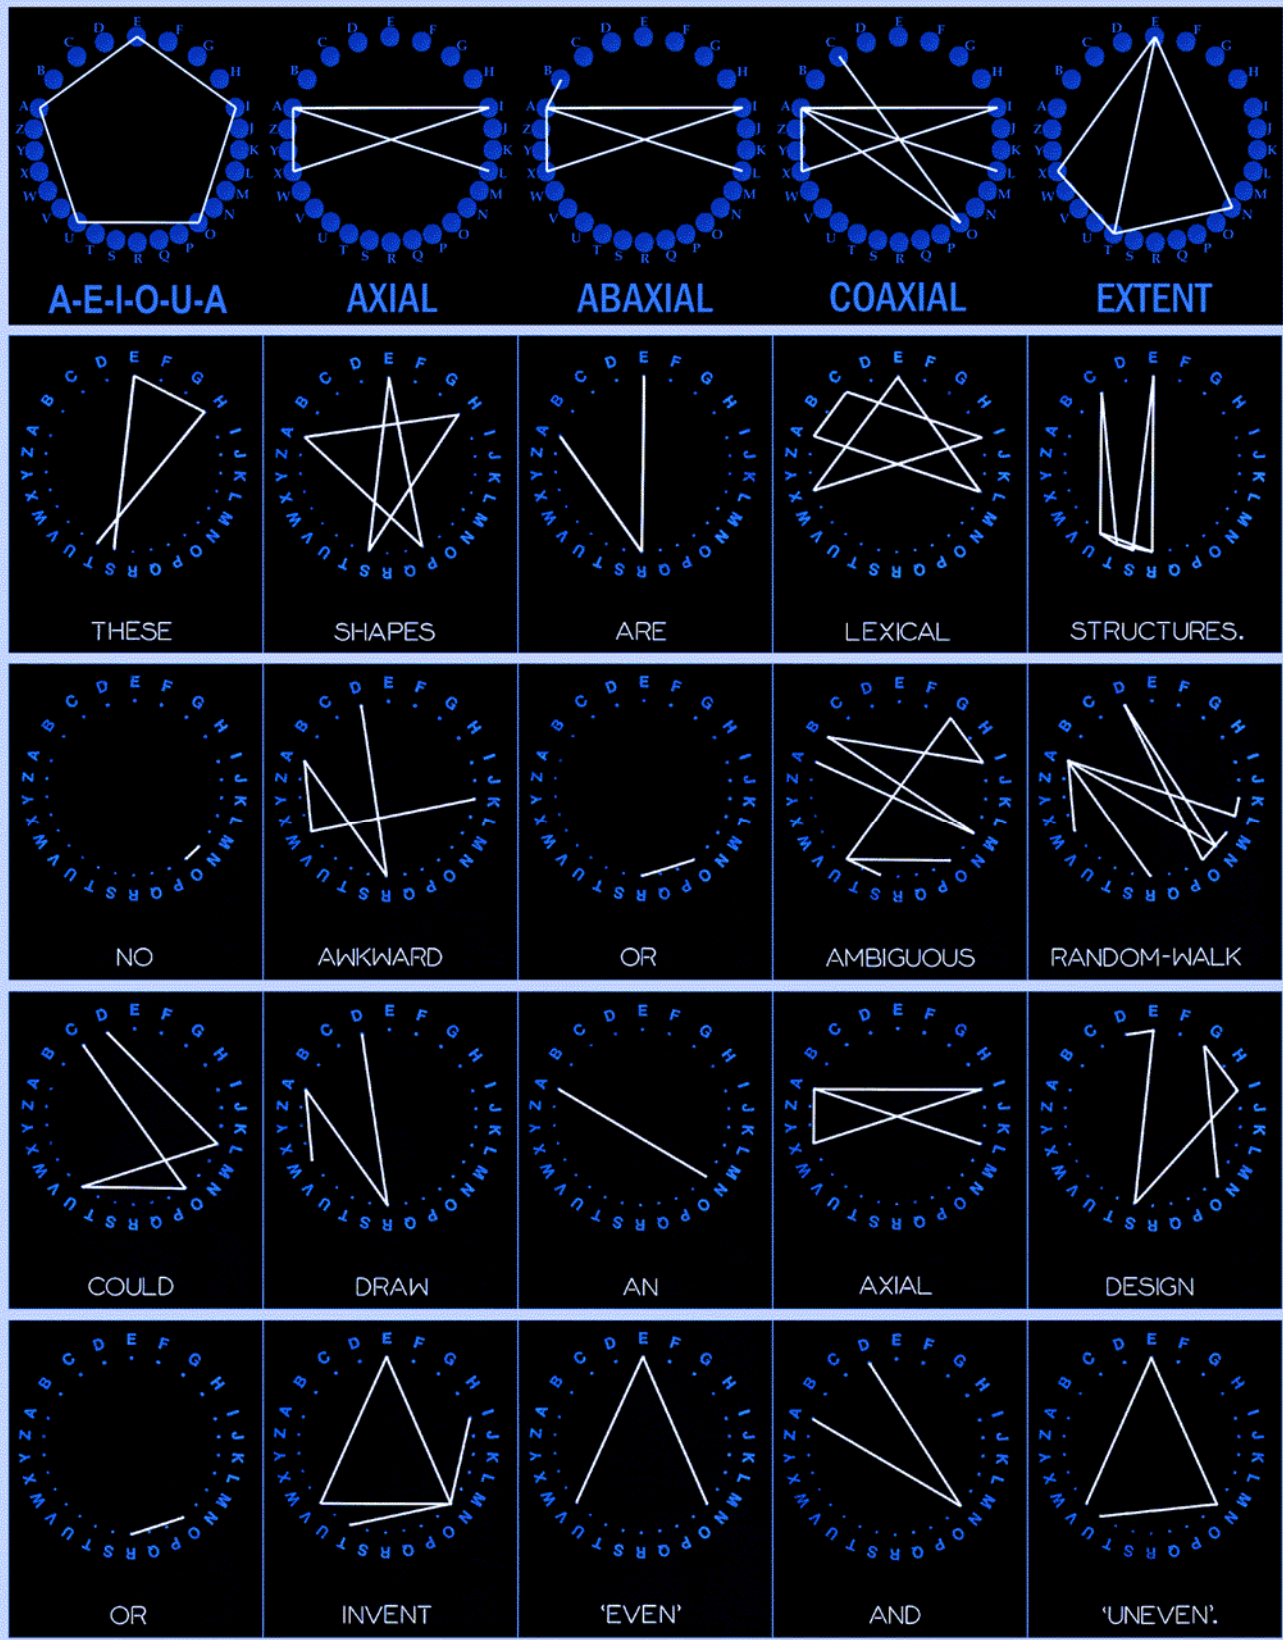 A-E-I-O-U-A AXIAL ABAXIAL COAXIAL EXTENT
THESE SHAPES ARE LEXICAL STRUCTURES.
NO AWKWARD OR AMBIGUOUS RANDOM-WALK
COULD DRAW AN AXIAL DESIGN
OR INVENT 'EVEN' AND 'UNEVEN'.